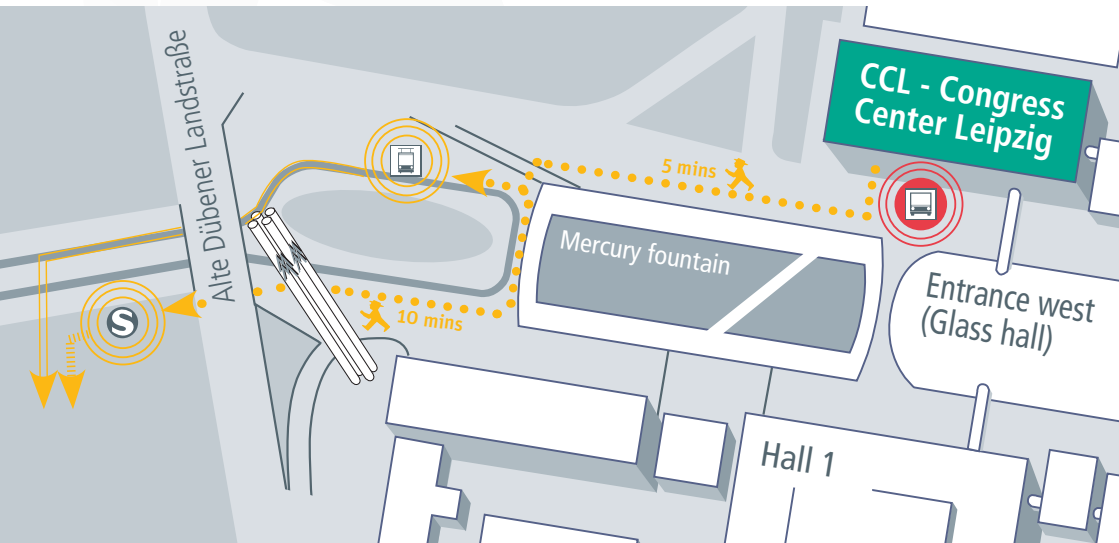 Alte Dübener Landstraße
CCL - Congress
Center Leipzig
5 mins
Mercury fountain
Entrance west
(Glass hall)
S
10 mins
Hall 1